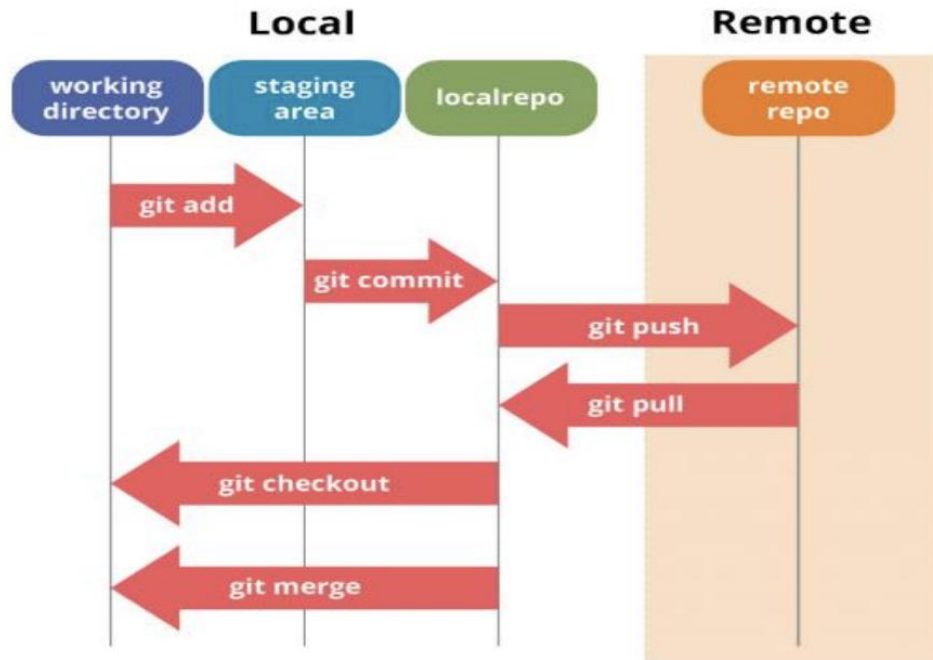 Local
Remote
working
directory
staging
area
localrepo
remote
repo
git add
git commit
git push
git pull
git checkout
git merge